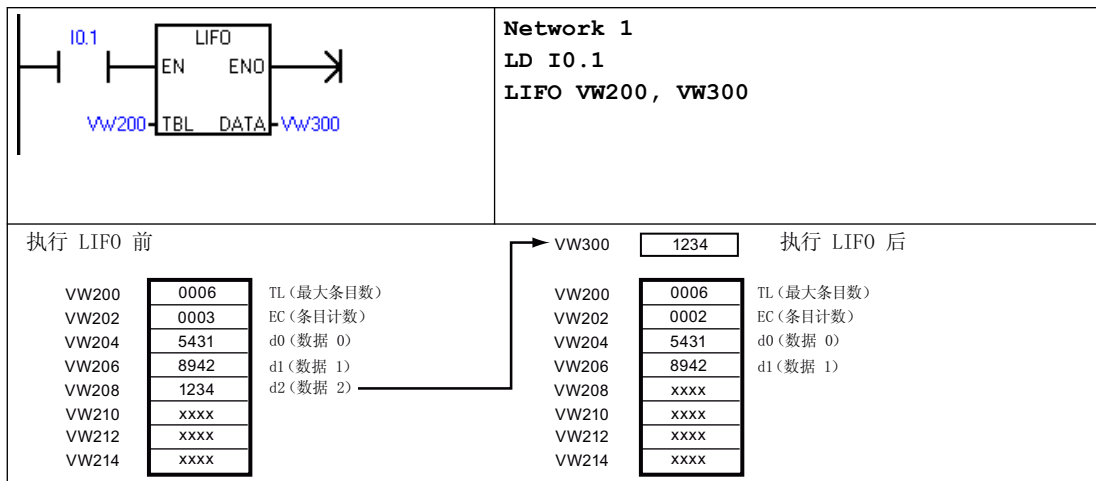 I0.1
LIFO
EN ENO
VW200 TBL DATA VW300
Network 1
LD I0.1
LIFO VW200, VW300
执行 LIFO 前
VW200 0006 TL(最大条目数)
VW202 0003 EC(条目计数)
VW204 5431 d0(数据 0)
VW206 8942 d1(数据 1)
VW208 1234 d2(数据 2)
VW210 xxxx
VW212 xxxx
VW214 xxxx
VW300 1234 执行 LIFO 后
VW200 0006 TL(最大条目数)
VW202 0002 EC(条目计数)
VW204 5431 d0(数据 0)
VW206 8942 d1(数据 1)
VW208 xxxx
VW210 xxxx
VW212 xxxx
VW214 xxxx